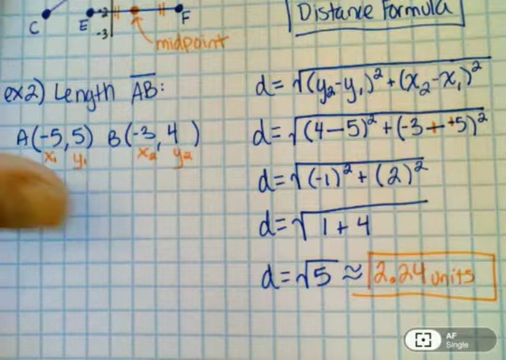 Distance Formula
C
E
-2
F
-3
midpoint
ex2) Length AB:
A(-5,5) B(-3,4)
x₁ y₁ x₂ y₂
d=√(y₂-y₁)²+(x₂-x₁)²
d=√(4-5)²+(-3++5)²
d=√(-1)²+(2)²
d=√1+4
d=√5≈2.24 units
AF
Single